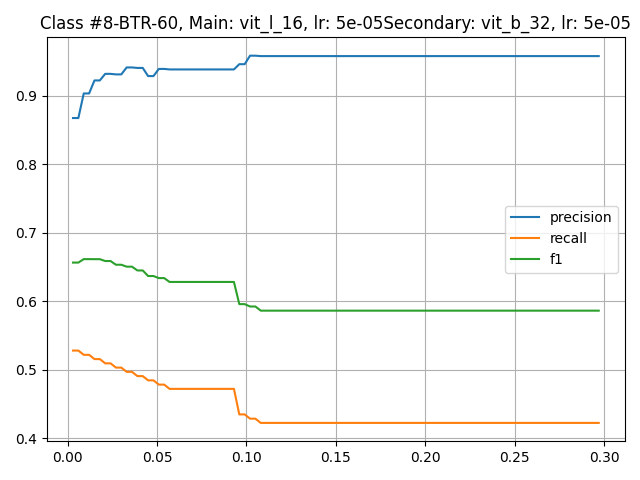 Class #8-BTR-60, Main: vit_l_16, lr: 5e-05Secondary: vit_b_32, lr: 5e-05
0.9
0.8
0.7
0.6
0.5
0.4
precision
recall
f1
0.00 0.05 0.10 0.15 0.20 0.25 0.30